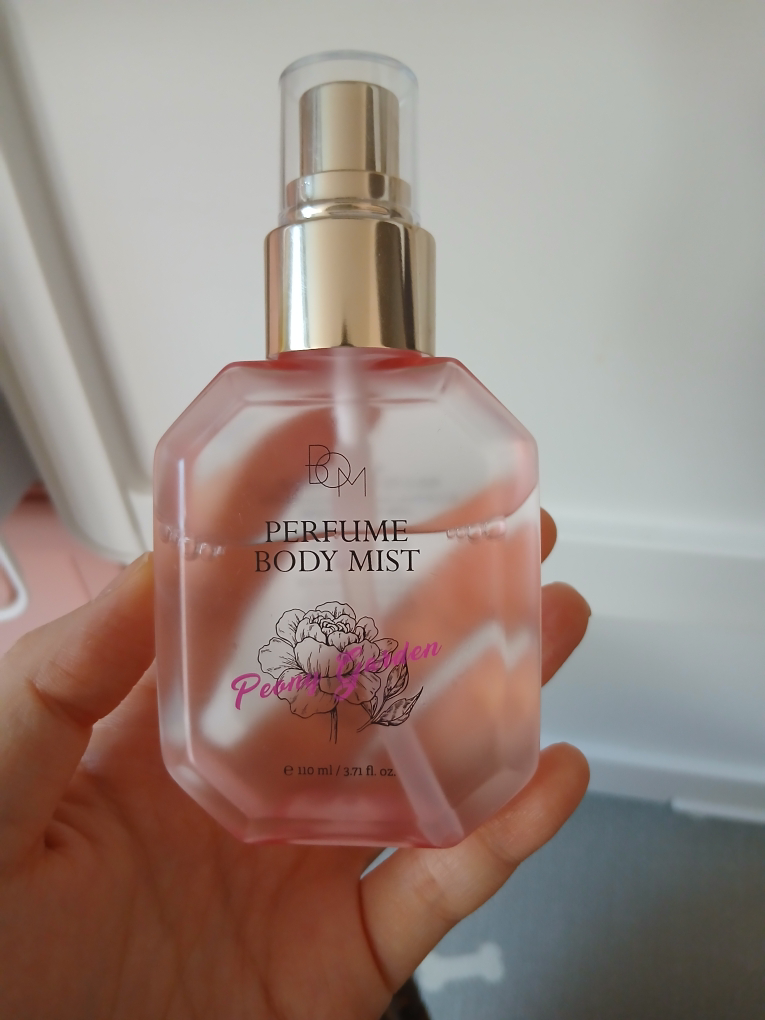 BOM
PERFUME
BODY MIST
Peony Garden
℮ 110 ml / 3.71 fl. oz.